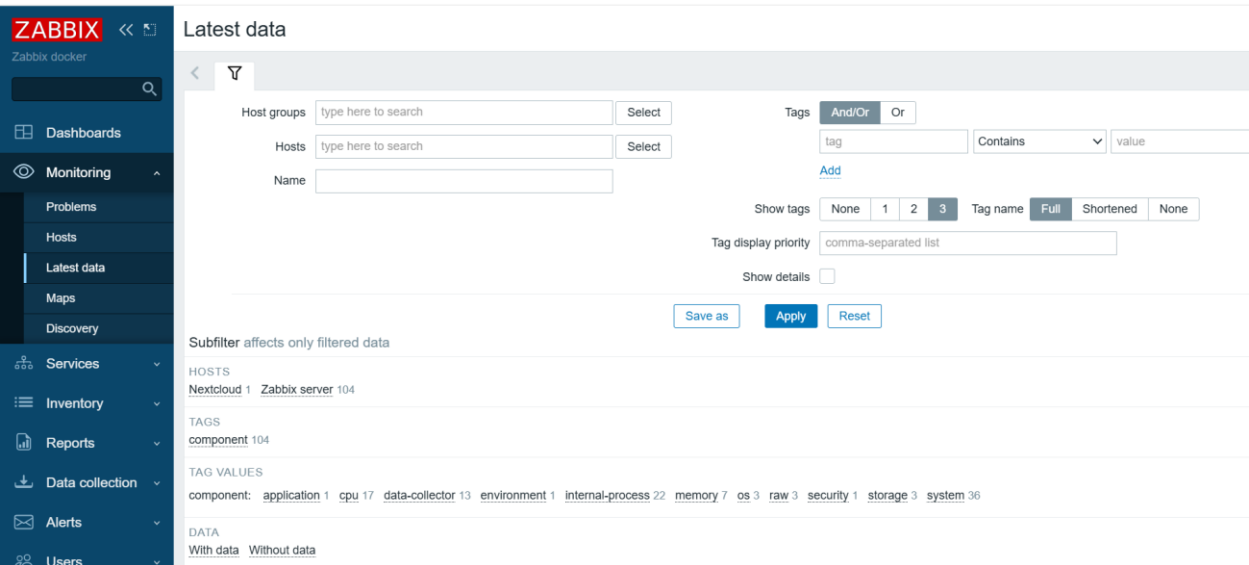 ZABBIX
Zabbix docker
Dashboards
Monitoring
Problems
Hosts
Latest data
Maps
Discovery
Services
Inventory
Reports
Data collection
Alerts
Users
Latest data
Host groups type here to search Select
Hosts type here to search Select
Name
Tags And/Or Or
tag Contains value
Add
Show tags None 1 2 3 Tag name Full Shortened None
Tag display priority comma-separated list
Show details
Save as Apply Reset
Subfilter affects only filtered data
HOSTS
Nextcloud 1 Zabbix server 104
TAGS
component 104
TAG VALUES
component: application 1 cpu 17 data-collector 13 environment 1 internal-process 22 memory 7 os 3 raw 3 security 1 storage 3 system 36
DATA
With data Without data